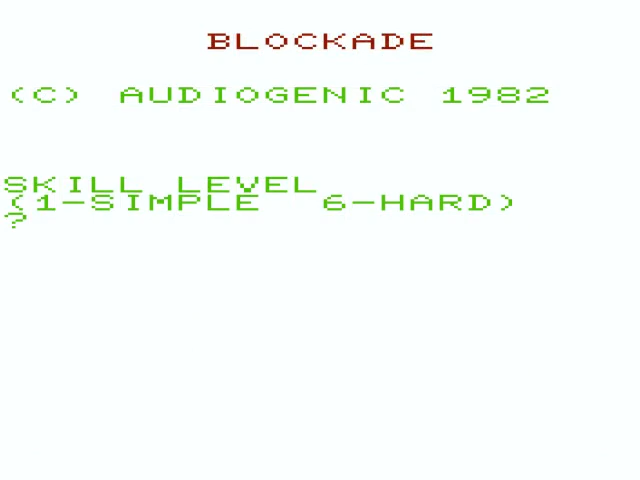 BLOCKADE
(C) AUDIOGENIC 1982
SKILL LEVEL
(1-SIMPLE  6-HARD)
?